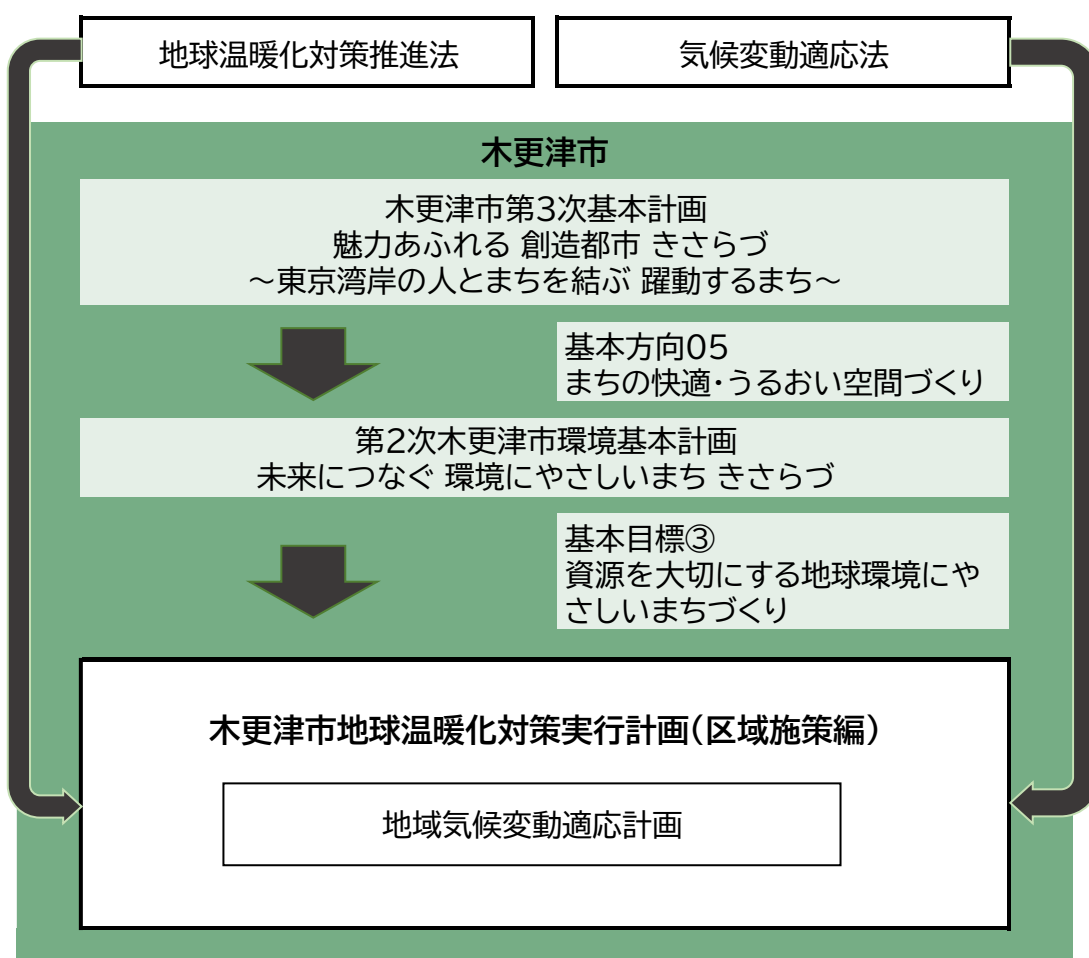 地球温暖化対策推進法
気候変動適応法
木更津市
木更津市第3次基本計画
魅力あふれる 創造都市 きさらづ
～東京湾岸の人とまちを結ぶ 躍動するまち～
基本方向05
まちの快適・うるおい空間づくり
第2次木更津市環境基本計画
未来につなぐ 環境にやさしいまち きさらづ
基本目標③
資源を大切にする地球環境にや
さしいまちづくり
木更津市地球温暖化対策実行計画(区域施策編)
地域気候変動適応計画